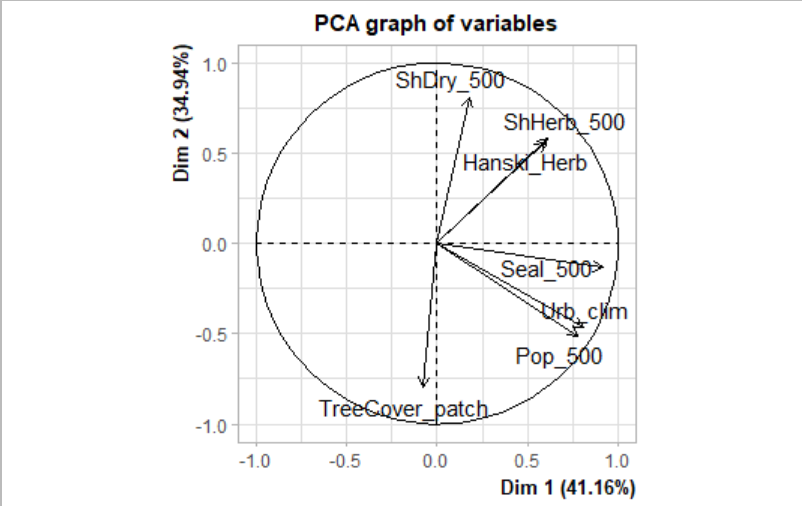 PCA graph of variables
Dim 2 (34.94%)
1.0
0.5
0.0
-0.5
-1.0
ShDry_500
ShHerb_500
Hanski_Herb
Seal_500
Urb_clim
Pop_500
TreeCover_patch
-1.0 -0.5 0.0 0.5 1.0
Dim 1 (41.16%)